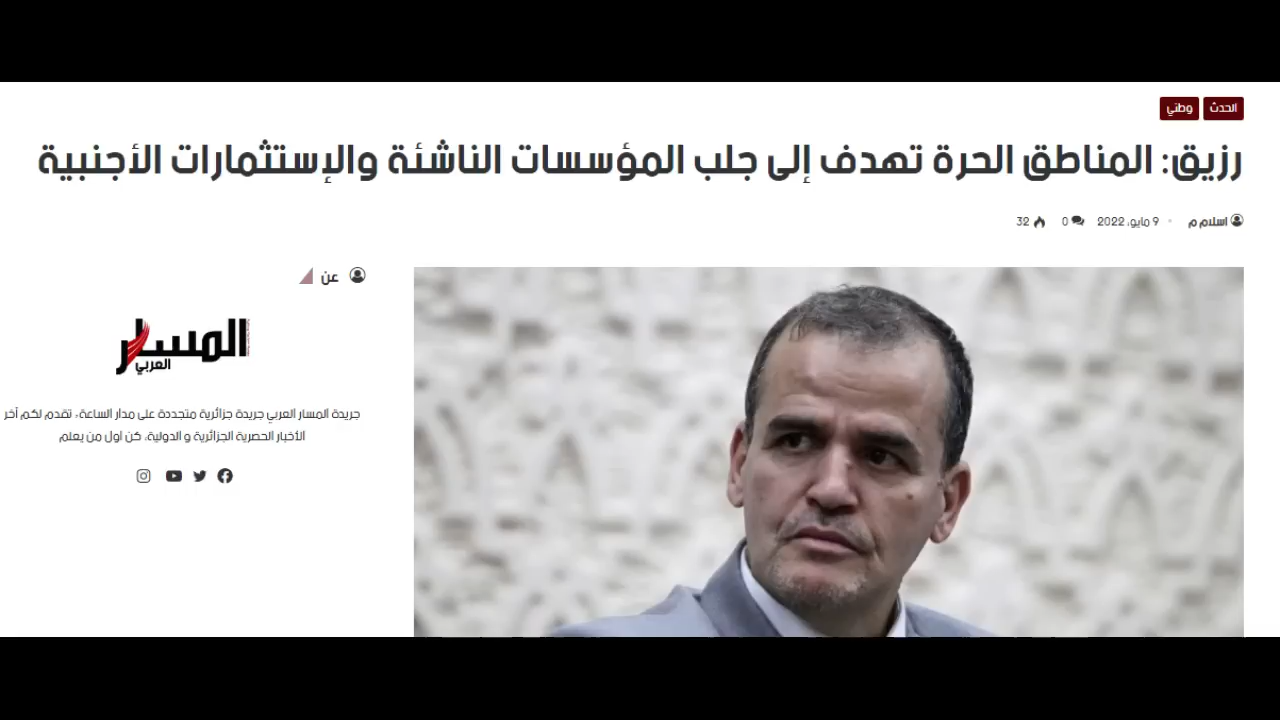 الحدث وطني
رزيق: المناطق الحرة تهدف إلى جلب المؤسسات الناشئة والإستثمارات الأجنبية
اسلام م • 9 مايو، 2022 0 32
عن
المسار
العربي
جريدة المسار العربي جريدة جزائرية متجددة على مدار الساعة، تقدم لكم آخر
الأخبار الحصرية الجزائرية و الدولية، كن اول من يعلم